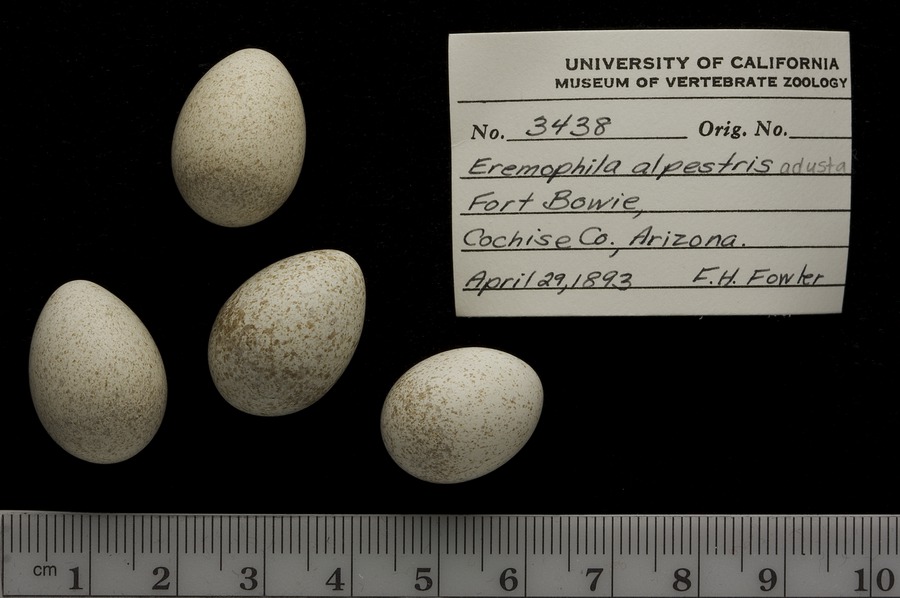 UNIVERSITY OF CALIFORNIA
MUSEUM OF VERTEBRATE ZOOLOGY
No. 3438 Orig. No.
Eremophila alpestris adusta
Fort Bowie,
Cochise Co., Arizona.
April 29, 1893 F.H. Fowler
cm 1 2 3 4 5 6 7 8 9 10